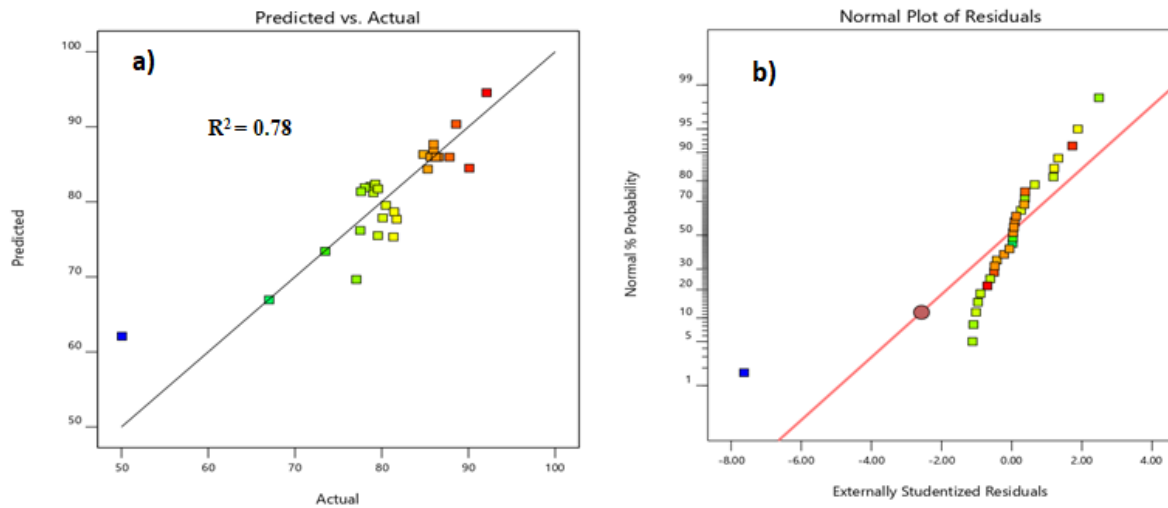 Predicted vs. Actual
a)
R² = 0.78
100
90
80
70
60
50
Predicted
50 60 70 80 90 100
Actual
Normal Plot of Residuals
b)
99
95
90
80
70
50
30
20
10
5
1
Normal % Probability
-8.00 -6.00 -4.00 -2.00 0.00 2.00 4.00
Externally Studentized Residuals